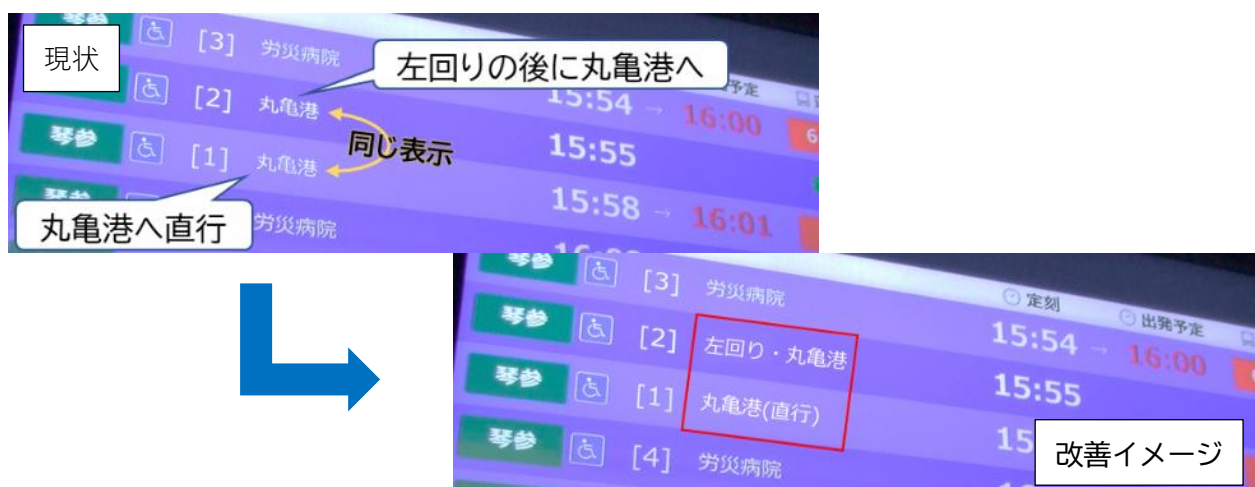 現状
琴参 [3] 労災病院
左回りの後に丸亀港へ
予定
[2] 丸亀港 15:54 → 16:00 6
同じ表示
琴参 [1] 丸亀港 15:55
丸亀港へ直行
労災病院 15:58 → 16:01
琴参 [3] 労災病院 定刻 出発予定
琴参 [2] 左回り・丸亀港 15:54 → 16:00
琴参 [1] 丸亀港(直行) 15:55
琴参 [4] 労災病院 15
改善イメージ